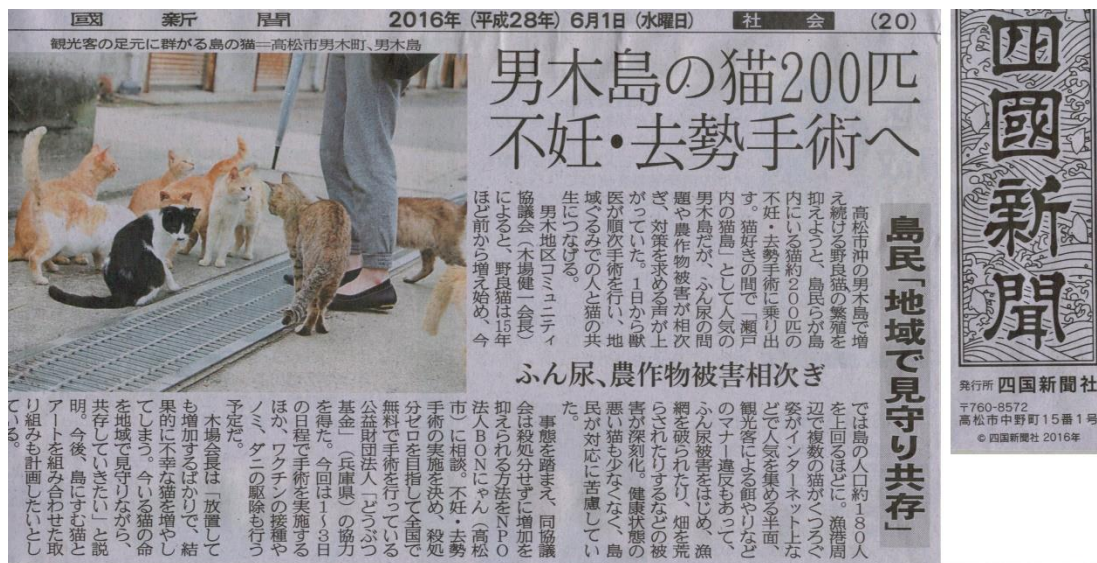 國新聞
2016年(平成28年)6月1日(水曜日)
社会
(20)
観光客の足元に群がる島の猫=高松市男木町、男木島
男木島の猫200匹
不妊・去勢手術へ
島民「地域で見守り共存」
ふん尿、農作物被害相次ぎ
高松市沖の男木島で増
え続ける野良猫の繁殖を
抑えようと、島民らが島
内にいる猫約200匹の
不妊・去勢手術に乗り出
す。猫好きの間で「瀬戸
内の猫島」として人気の
男木島だが、ふん尿の問
題や農作物被害が相次
ぎ、対策を求める声が上
がっていた。1日から獣
医が順次手術を行い、地
域ぐるみでの人と猫の共
生につなげる。
男木地区コミュニティ
協議会(木場健一会長)
によると、野良猫は15年
ほど前から増え始め、今
では島の人口約180人
を上回るほどに。漁港周
辺で複数の猫がくつろぐ
姿がインターネット上な
どで人気を集める半面、
観光客による餌やりなど
のマナー違反もあって、
ふん尿被害をはじめ、漁
網を破られたり、畑を荒
らされたりするなどの被
害が深刻化。健康状態の
悪い猫も少なくなく、島
民が対応に苦慮してい
た。
事態を踏まえ、同協議
会は殺処分せずに増加を
抑えられる方法をNPO
法人BONにゃん(高松
市)に相談。不妊・去勢
手術の実施を決め、殺処
分ゼロを目指して全国で
無料で手術を行っている
公益財団法人「どうぶつ
基金」(兵庫県)の協力
を得た。今回は1~3日
の日程で手術を実施する
ほか、ワクチンの接種や
ノミ、ダニの駆除も行う
予定だ。
木場会長は「放置して
も増加するばかりで、結
果的に不幸な猫を増やし
てしまう。今いる猫の命
を地域で見守りながら、
共存していきたい」と説
明。今後、島にすむ猫と
アートを組み合わせた取
り組みも計画したいとし
ている。
四國新聞
発行所 四国新聞社
〒760-8572
高松市中野町15番1号
© 四国新聞社 2016年